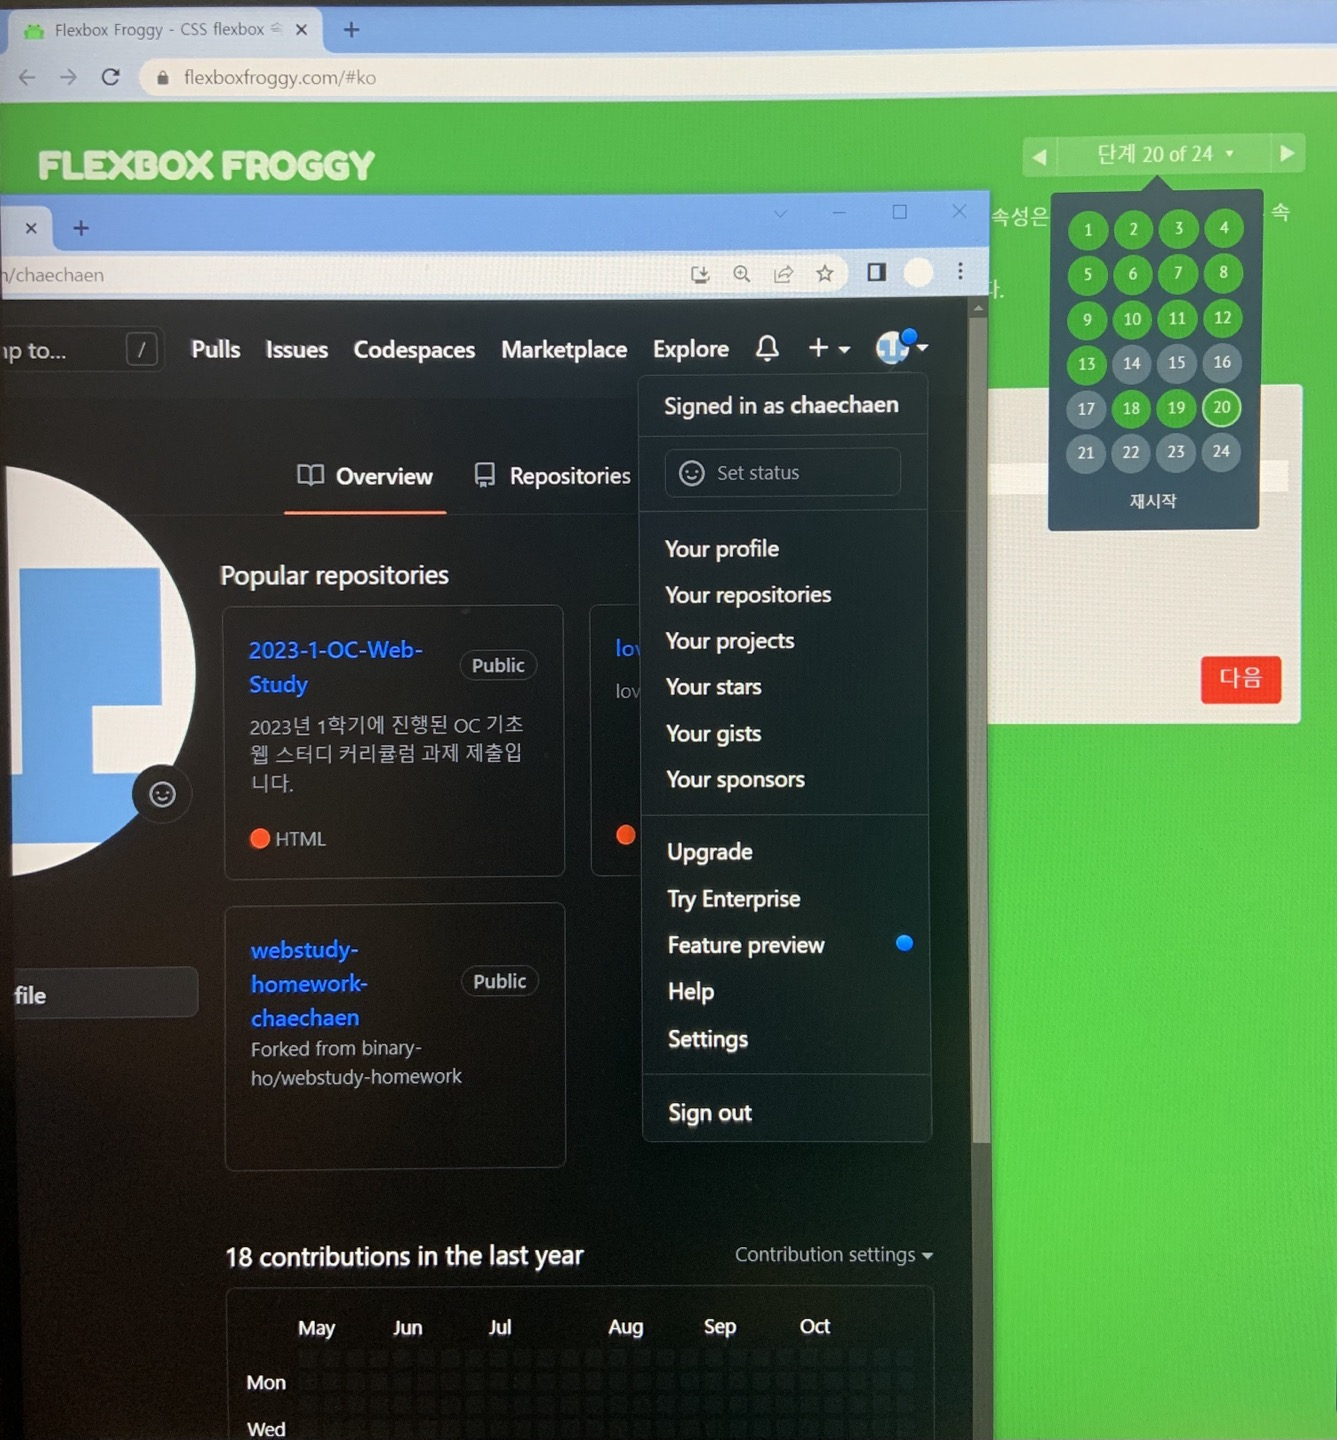 Flexbox Froggy - CSS flexbox
flexboxfroggy.com/#ko
FLEXBOX FROGGY
단계 20 of 24
속성은
속
다.
1 2 3 4
5 6 7 8
9 10 11 12
13 14 15 16
17 18 19 20
21 22 23 24
재시작
다음
/chaechaen
to...
/
Pulls Issues Codespaces Marketplace Explore
Signed in as chaechaen
Set status
Your profile
Your repositories
Your projects
Your stars
Your gists
Your sponsors
Upgrade
Try Enterprise
Feature preview
Help
Settings
Sign out
Overview Repositories
Popular repositories
2023-1-OC-Web-
Study
Public
2023년 1학기에 진행된 OC 기초
웹 스터디 커리큘럼 과제 제출입
니다.
HTML
lov
lov
webstudy-
homework-
chaechaen
Public
Forked from binary-
ho/webstudy-homework
file
18 contributions in the last year
Contribution settings
May Jun Jul Aug Sep Oct
Mon
Wed